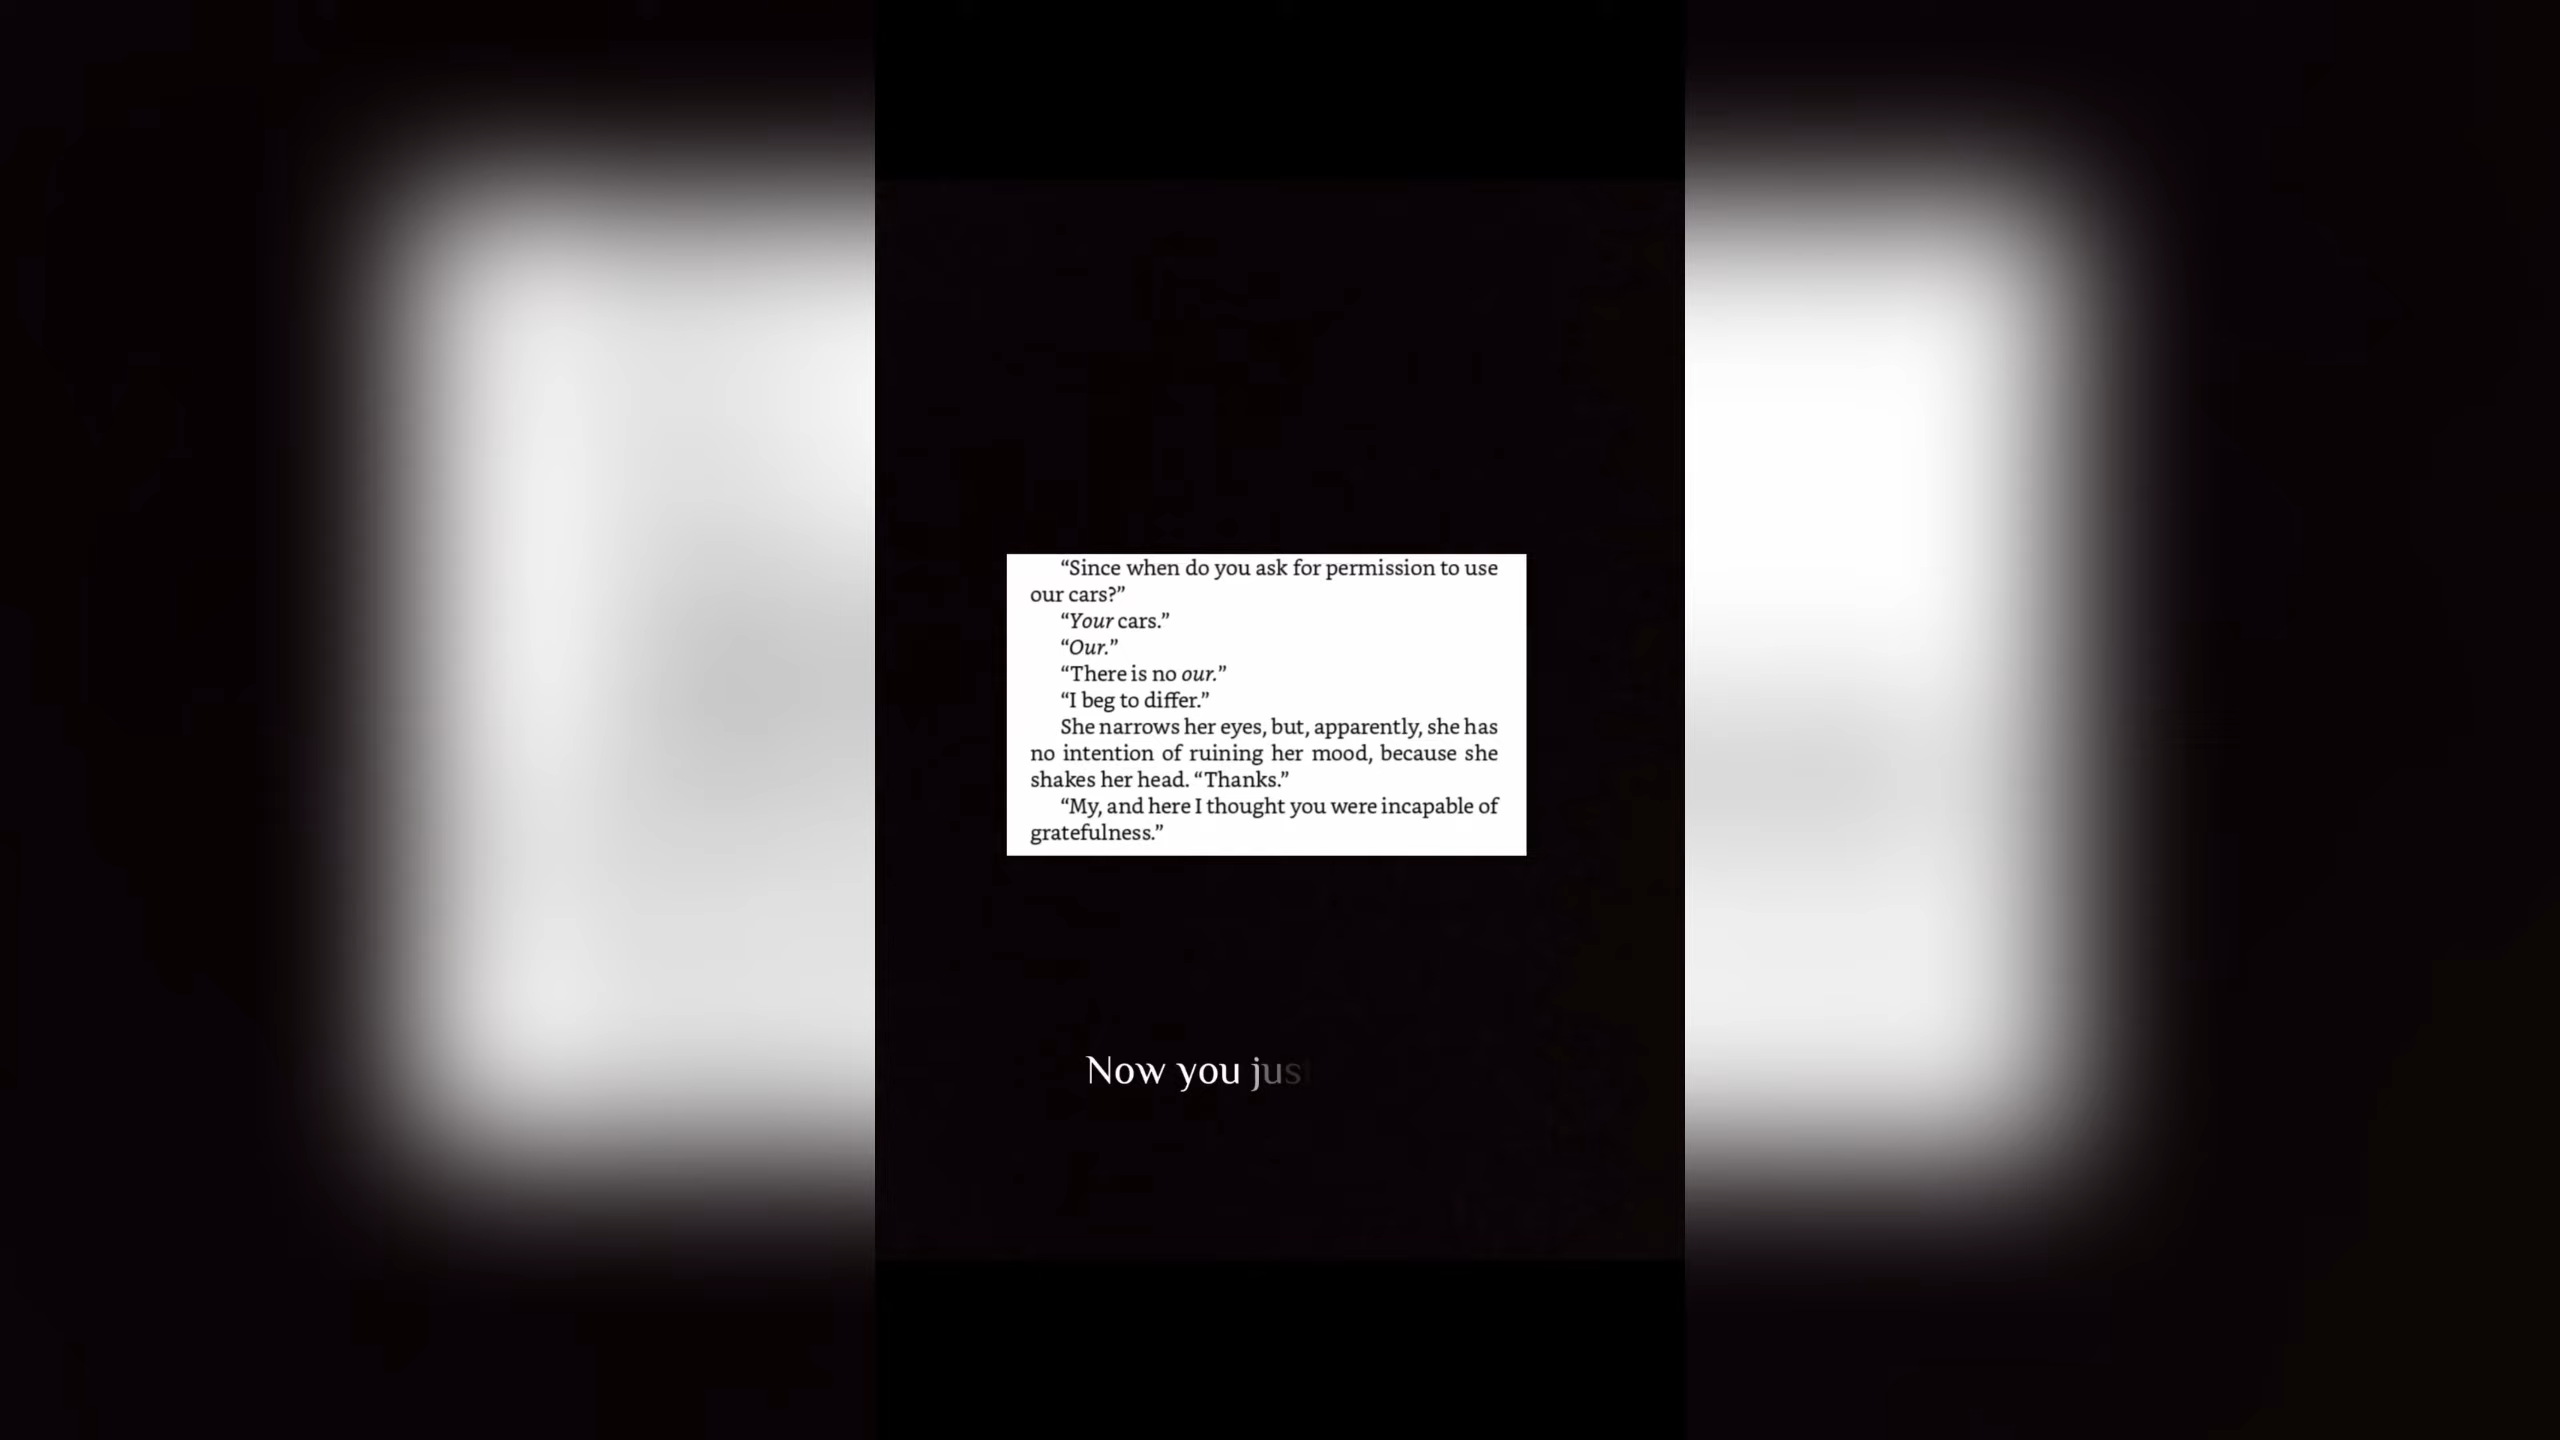 “Since when do you ask for permission to use
our cars?”
“Your cars.”
“Our.”
“There is no our.”
“I beg to differ.”
She narrows her eyes, but, apparently, she has
no intention of ruining her mood, because she
shakes her head. “Thanks.”
“My, and here I thought you were incapable of
gratefulness.”
Now you jus